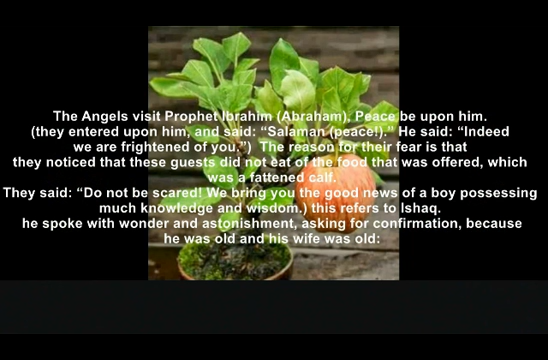 The Angels visit Prophet Ibrahim (Abraham), Peace be upon him.
(they entered upon him, and said: “Salaman (peace!).” He said: “Indeed
we are frightened of you.”) The reason for their fear is that
they noticed that these guests did not eat of the food that was offered, which
was a fattened calf.
They said: “Do not be scared! We bring you the good news of a boy possessing
much knowledge and wisdom.) this refers to Ishaq.
he spoke with wonder and astonishment, asking for confirmation, because
he was old and his wife was old: